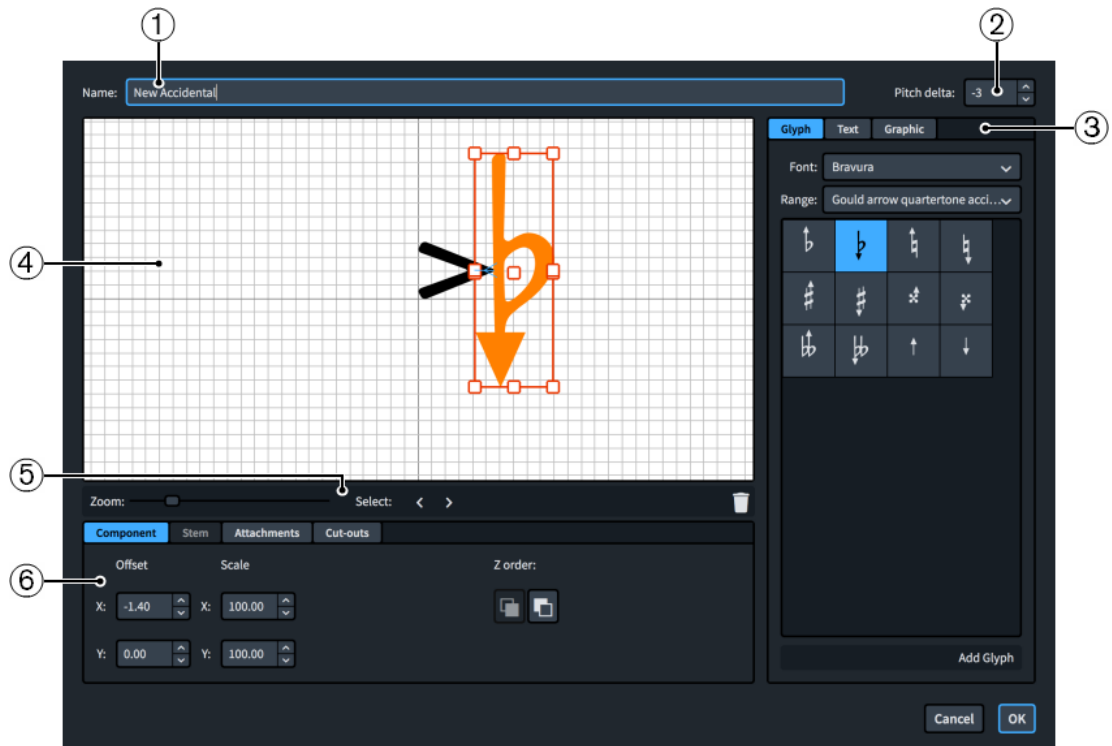 ①
②
Name: New Accidental
Pitch delta: -3
Glyph Text Graphic
③
Font: Bravura
Range: Gould arrow quartertone acci...
④
⑤
Zoom:
Select: < >
Component Stem Attachments Cut-outs
Offset Scale Z order:
⑥
X: -1.40 X: 100.00
Y: 0.00 Y: 100.00
Add Glyph
Cancel OK